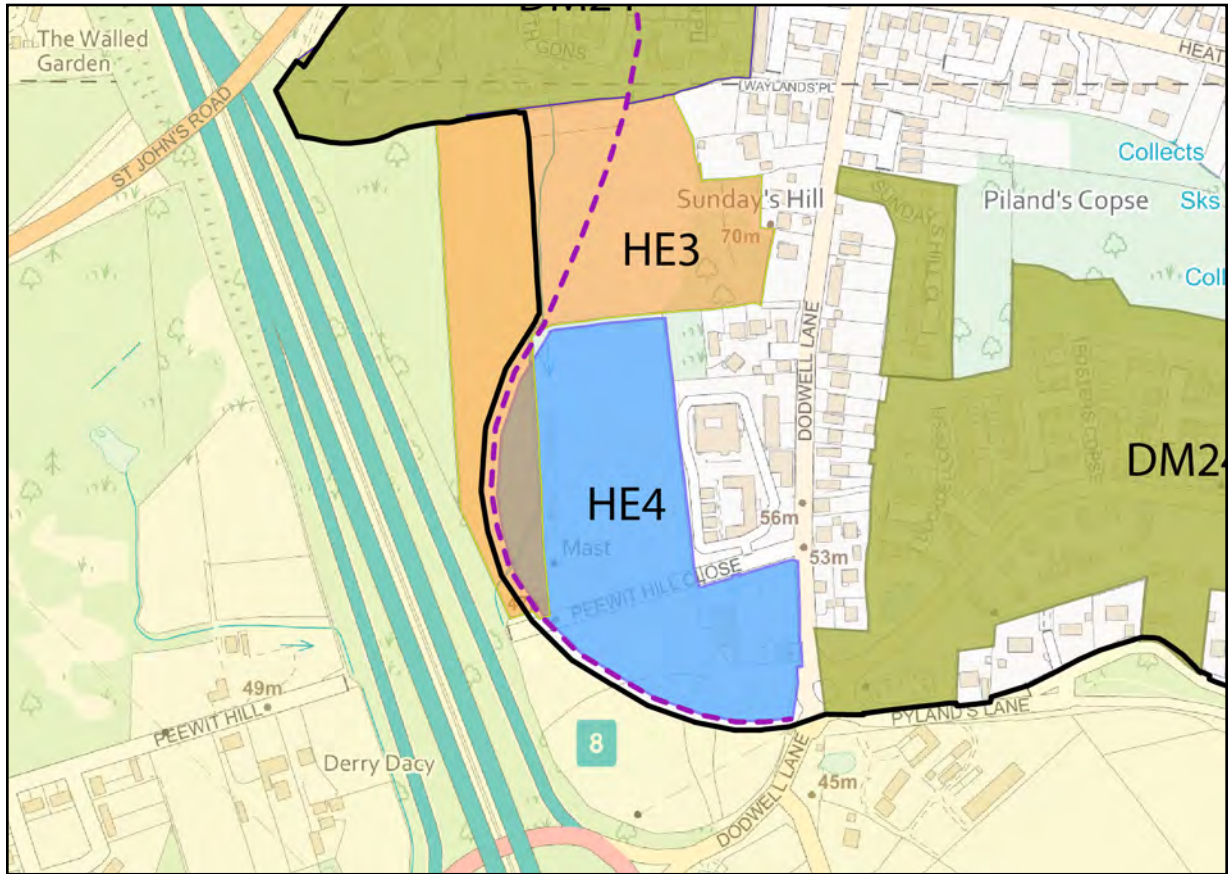 DM24
The Walled
Garden
HEAT
WAYLANDS PL
ST JOHN'S ROAD
Collects
Sunday's Hill
70m
Piland's Copse
Sks
SUNDAY'S HILL CL
HE3
Coll
DODWELL LANE
DM24
HE4
56m
Mast
53m
PEEWIT HILL CLOSE
49m
PEEWIT HILL
PYLAND'S LANE
8
Derry Dacy
DODWELL LANE
45m